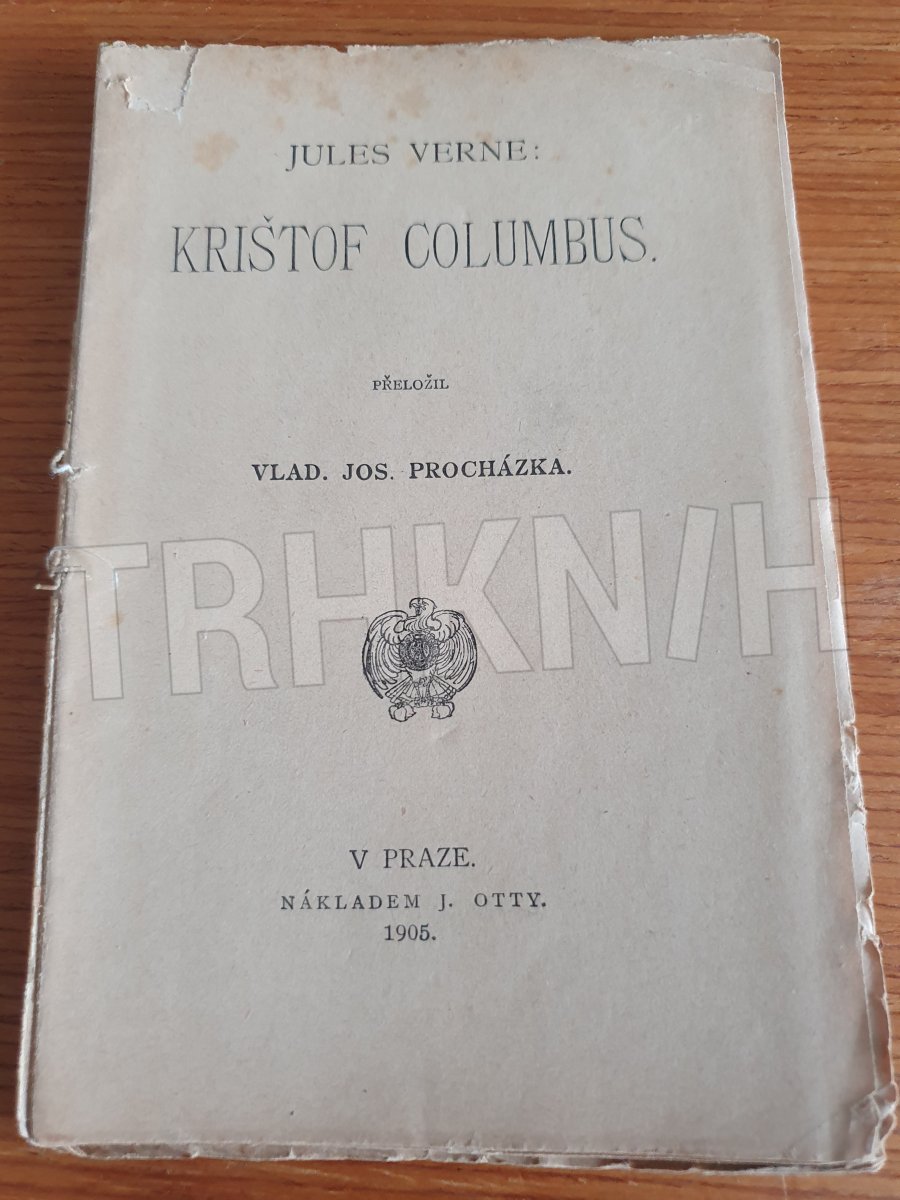 JULES VERNE:
KRIŠTOF COLUMBUS.
PŘELOŽIL
VLAD. JOS. PROCHÁZKA.
TRHKNIH
V PRAZE.
NÁKLADEM J. OTTY.
1905.